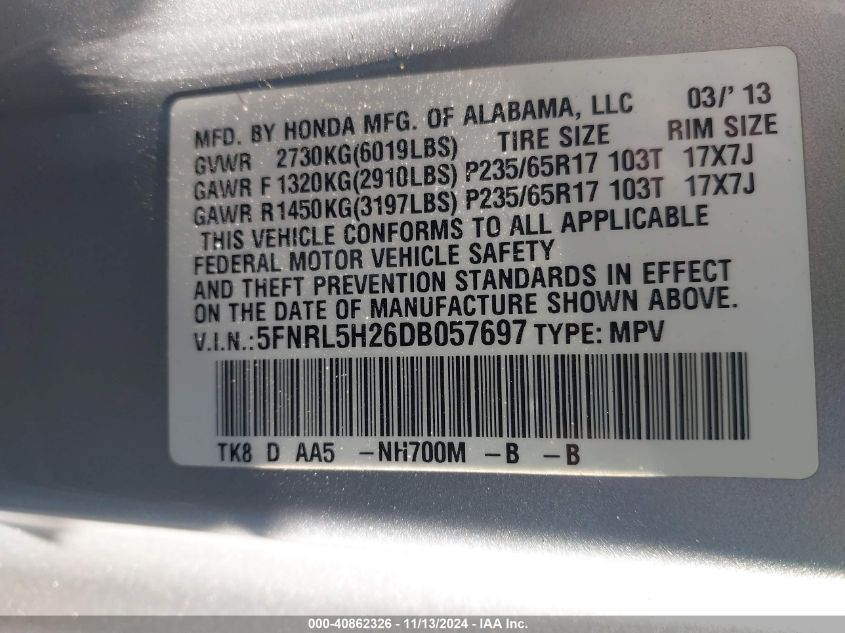 MFD. BY HONDA MFG. OF ALABAMA, LLC 03/' 13
GVWR 2730KG(6019LBS) TIRE SIZE RIM SIZE
GAWR F 1320KG(2910LBS) P235/65R17 103T 17X7J
GAWR R1450KG(3197LBS) P235/65R17 103T 17X7J
THIS VEHICLE CONFORMS TO ALL APPLICABLE
FEDERAL MOTOR VEHICLE SAFETY
AND THEFT PREVENTION STANDARDS IN EFFECT
ON THE DATE OF MANUFACTURE SHOWN ABOVE.
V.I.N.:5FNRL5H26DB057697 TYPE: MPV
TK8 D AA5 -NH700M -B -B
000-40862326 - 11/13/2024 - IAA Inc.